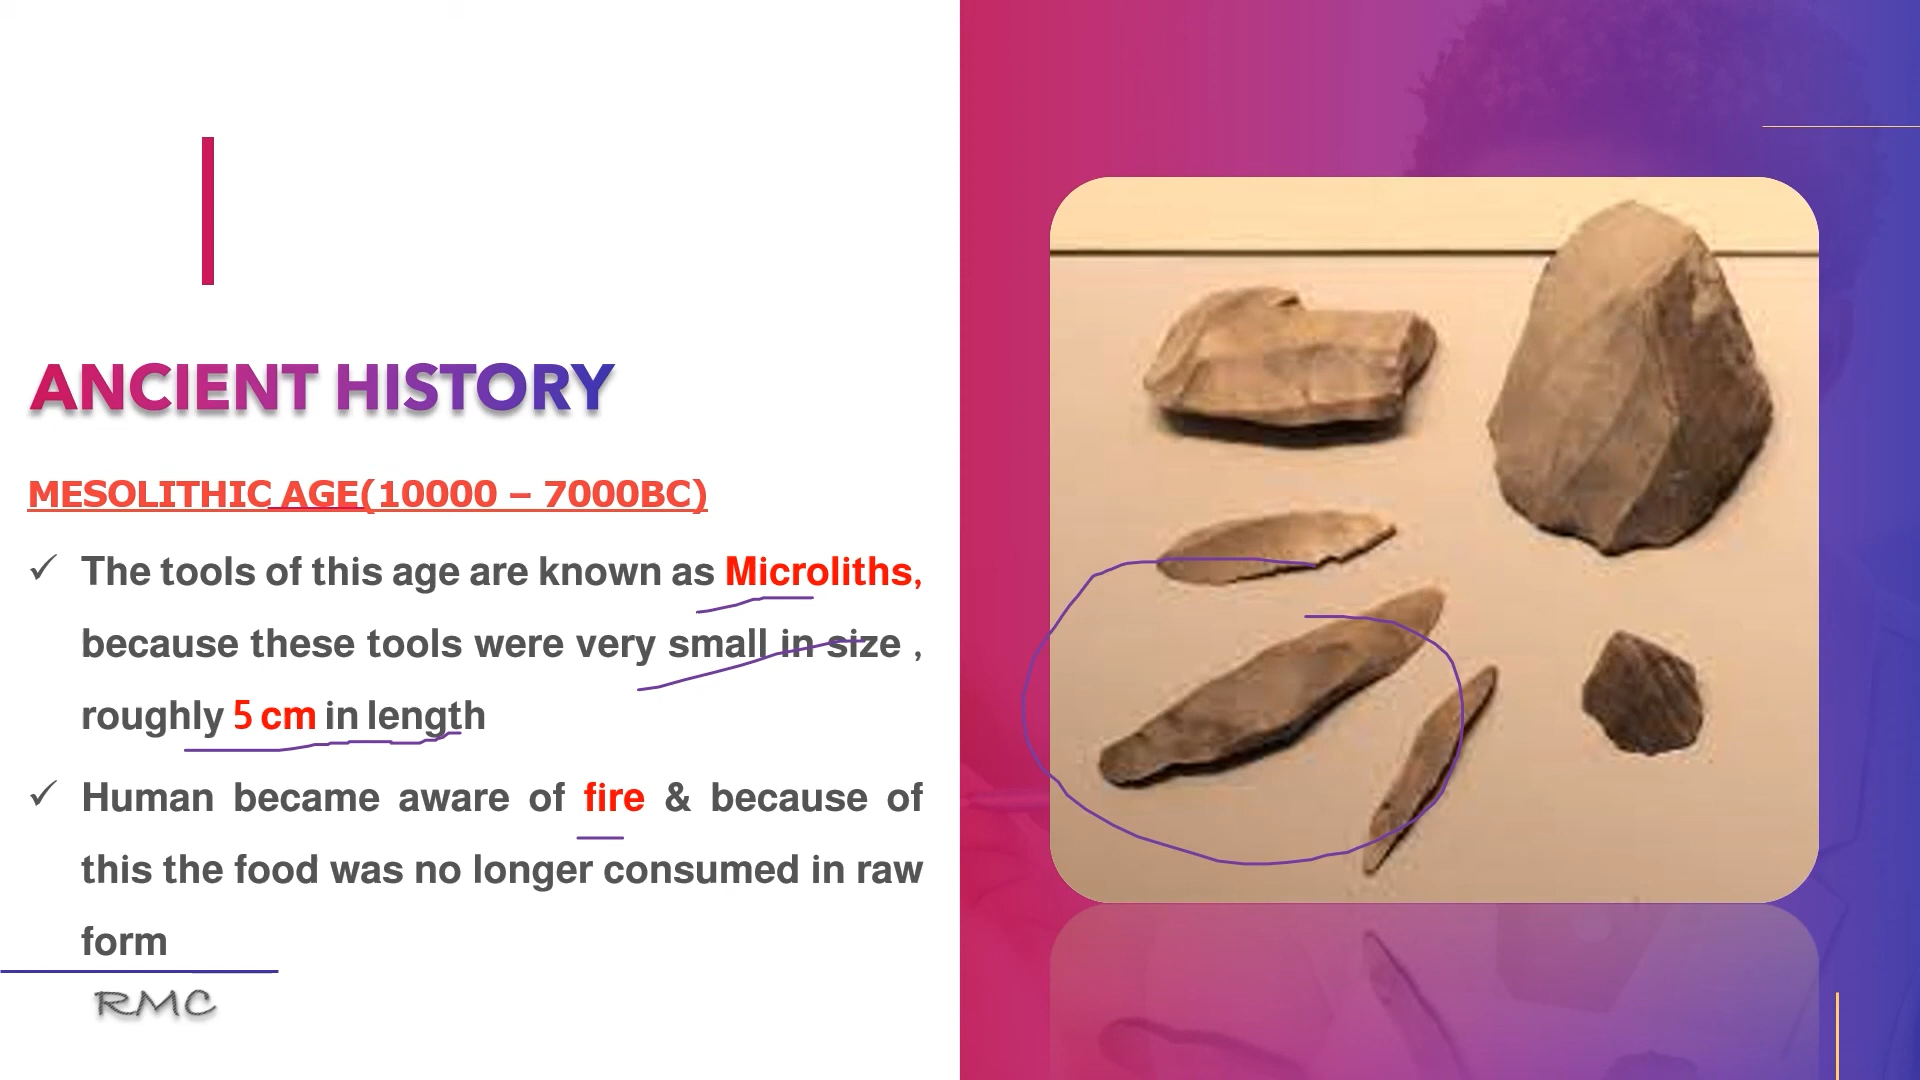 ANCIENT HISTORY
MESOLITHIC AGE(10000 – 7000BC)
✓ The tools of this age are known as Microliths,
because these tools were very small in size ,
roughly 5 cm in length
✓ Human became aware of fire & because of
this the food was no longer consumed in raw
form
RMC